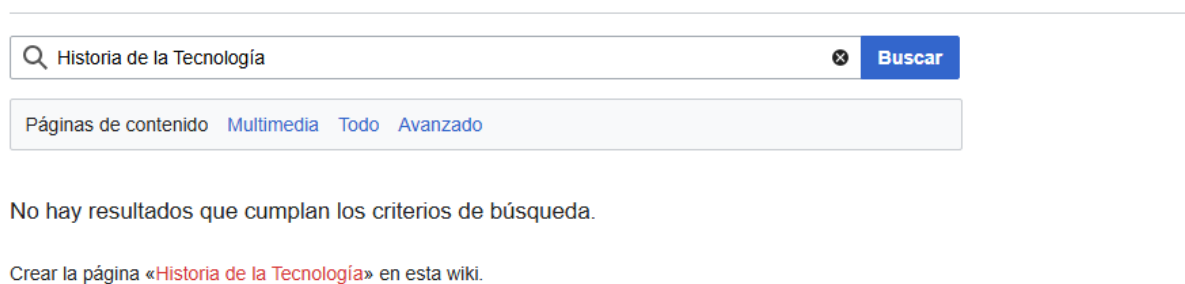 Historia de la Tecnología Buscar
Páginas de contenido Multimedia Todo Avanzado
No hay resultados que cumplan los criterios de búsqueda.
Crear la página «Historia de la Tecnología» en esta wiki.